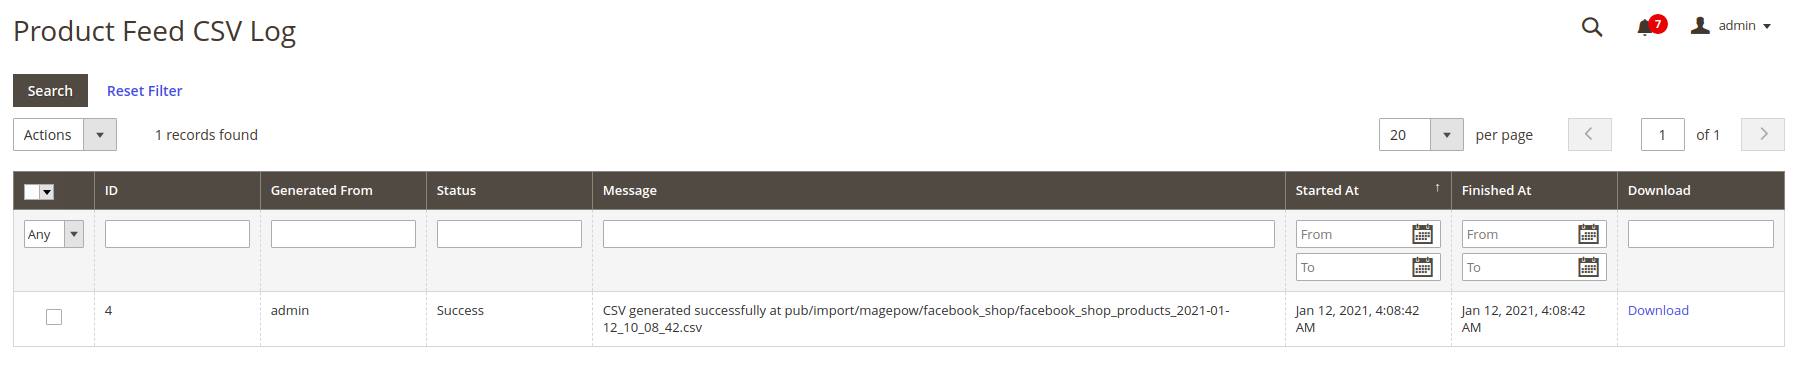 Product Feed CSV Log
7
admin
Search
Reset Filter
Actions
1 records found
20
per page
1
of 1
ID
Generated From
Status
Message
Started At
↑
Finished At
Download
Any
From
From
To
To
4
admin
Success
CSV generated successfully at pub/import/magepow/facebook_shop/facebook_shop_products_2021-01-
12_10_08_42.csv
Jan 12, 2021, 4:08:42
AM
Jan 12, 2021, 4:08:42
AM
Download